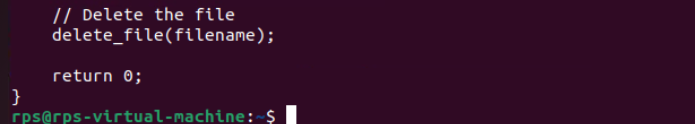 // Delete the file
delete_file(filename);
return 0;
}
rps@rps-virtual-machine:~$